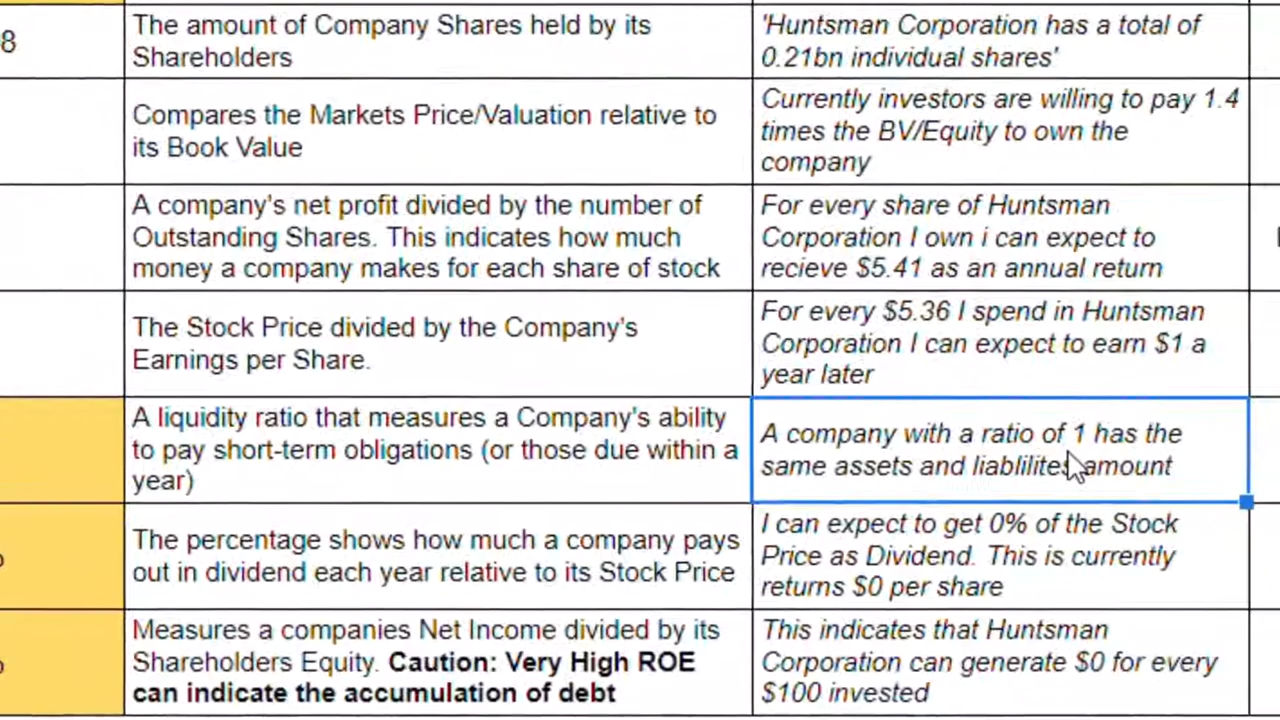 8
The amount of Company Shares held by its
Shareholders
'Huntsman Corporation has a total of
0.21bn individual shares'
Compares the Markets Price/Valuation relative to
its Book Value
Currently investors are willing to pay 1.4
times the BV/Equity to own the
company
A company's net profit divided by the number of
Outstanding Shares. This indicates how much
money a company makes for each share of stock
For every share of Huntsman
Corporation I own i can expect to
recieve $5.41 as an annual return
The Stock Price divided by the Company's
Earnings per Share.
For every $5.36 I spend in Huntsman
Corporation I can expect to earn $1 a
year later
A liquidity ratio that measures a Company's ability
to pay short-term obligations (or those due within a
year)
A company with a ratio of 1 has the
same assets and liablilites amount
The percentage shows how much a company pays
out in dividend each year relative to its Stock Price
I can expect to get 0% of the Stock
Price as Dividend. This is currently
returns $0 per share
Measures a companies Net Income divided by its
Shareholders Equity. Caution: Very High ROE
can indicate the accumulation of debt
This indicates that Huntsman
Corporation can generate $0 for every
$100 invested